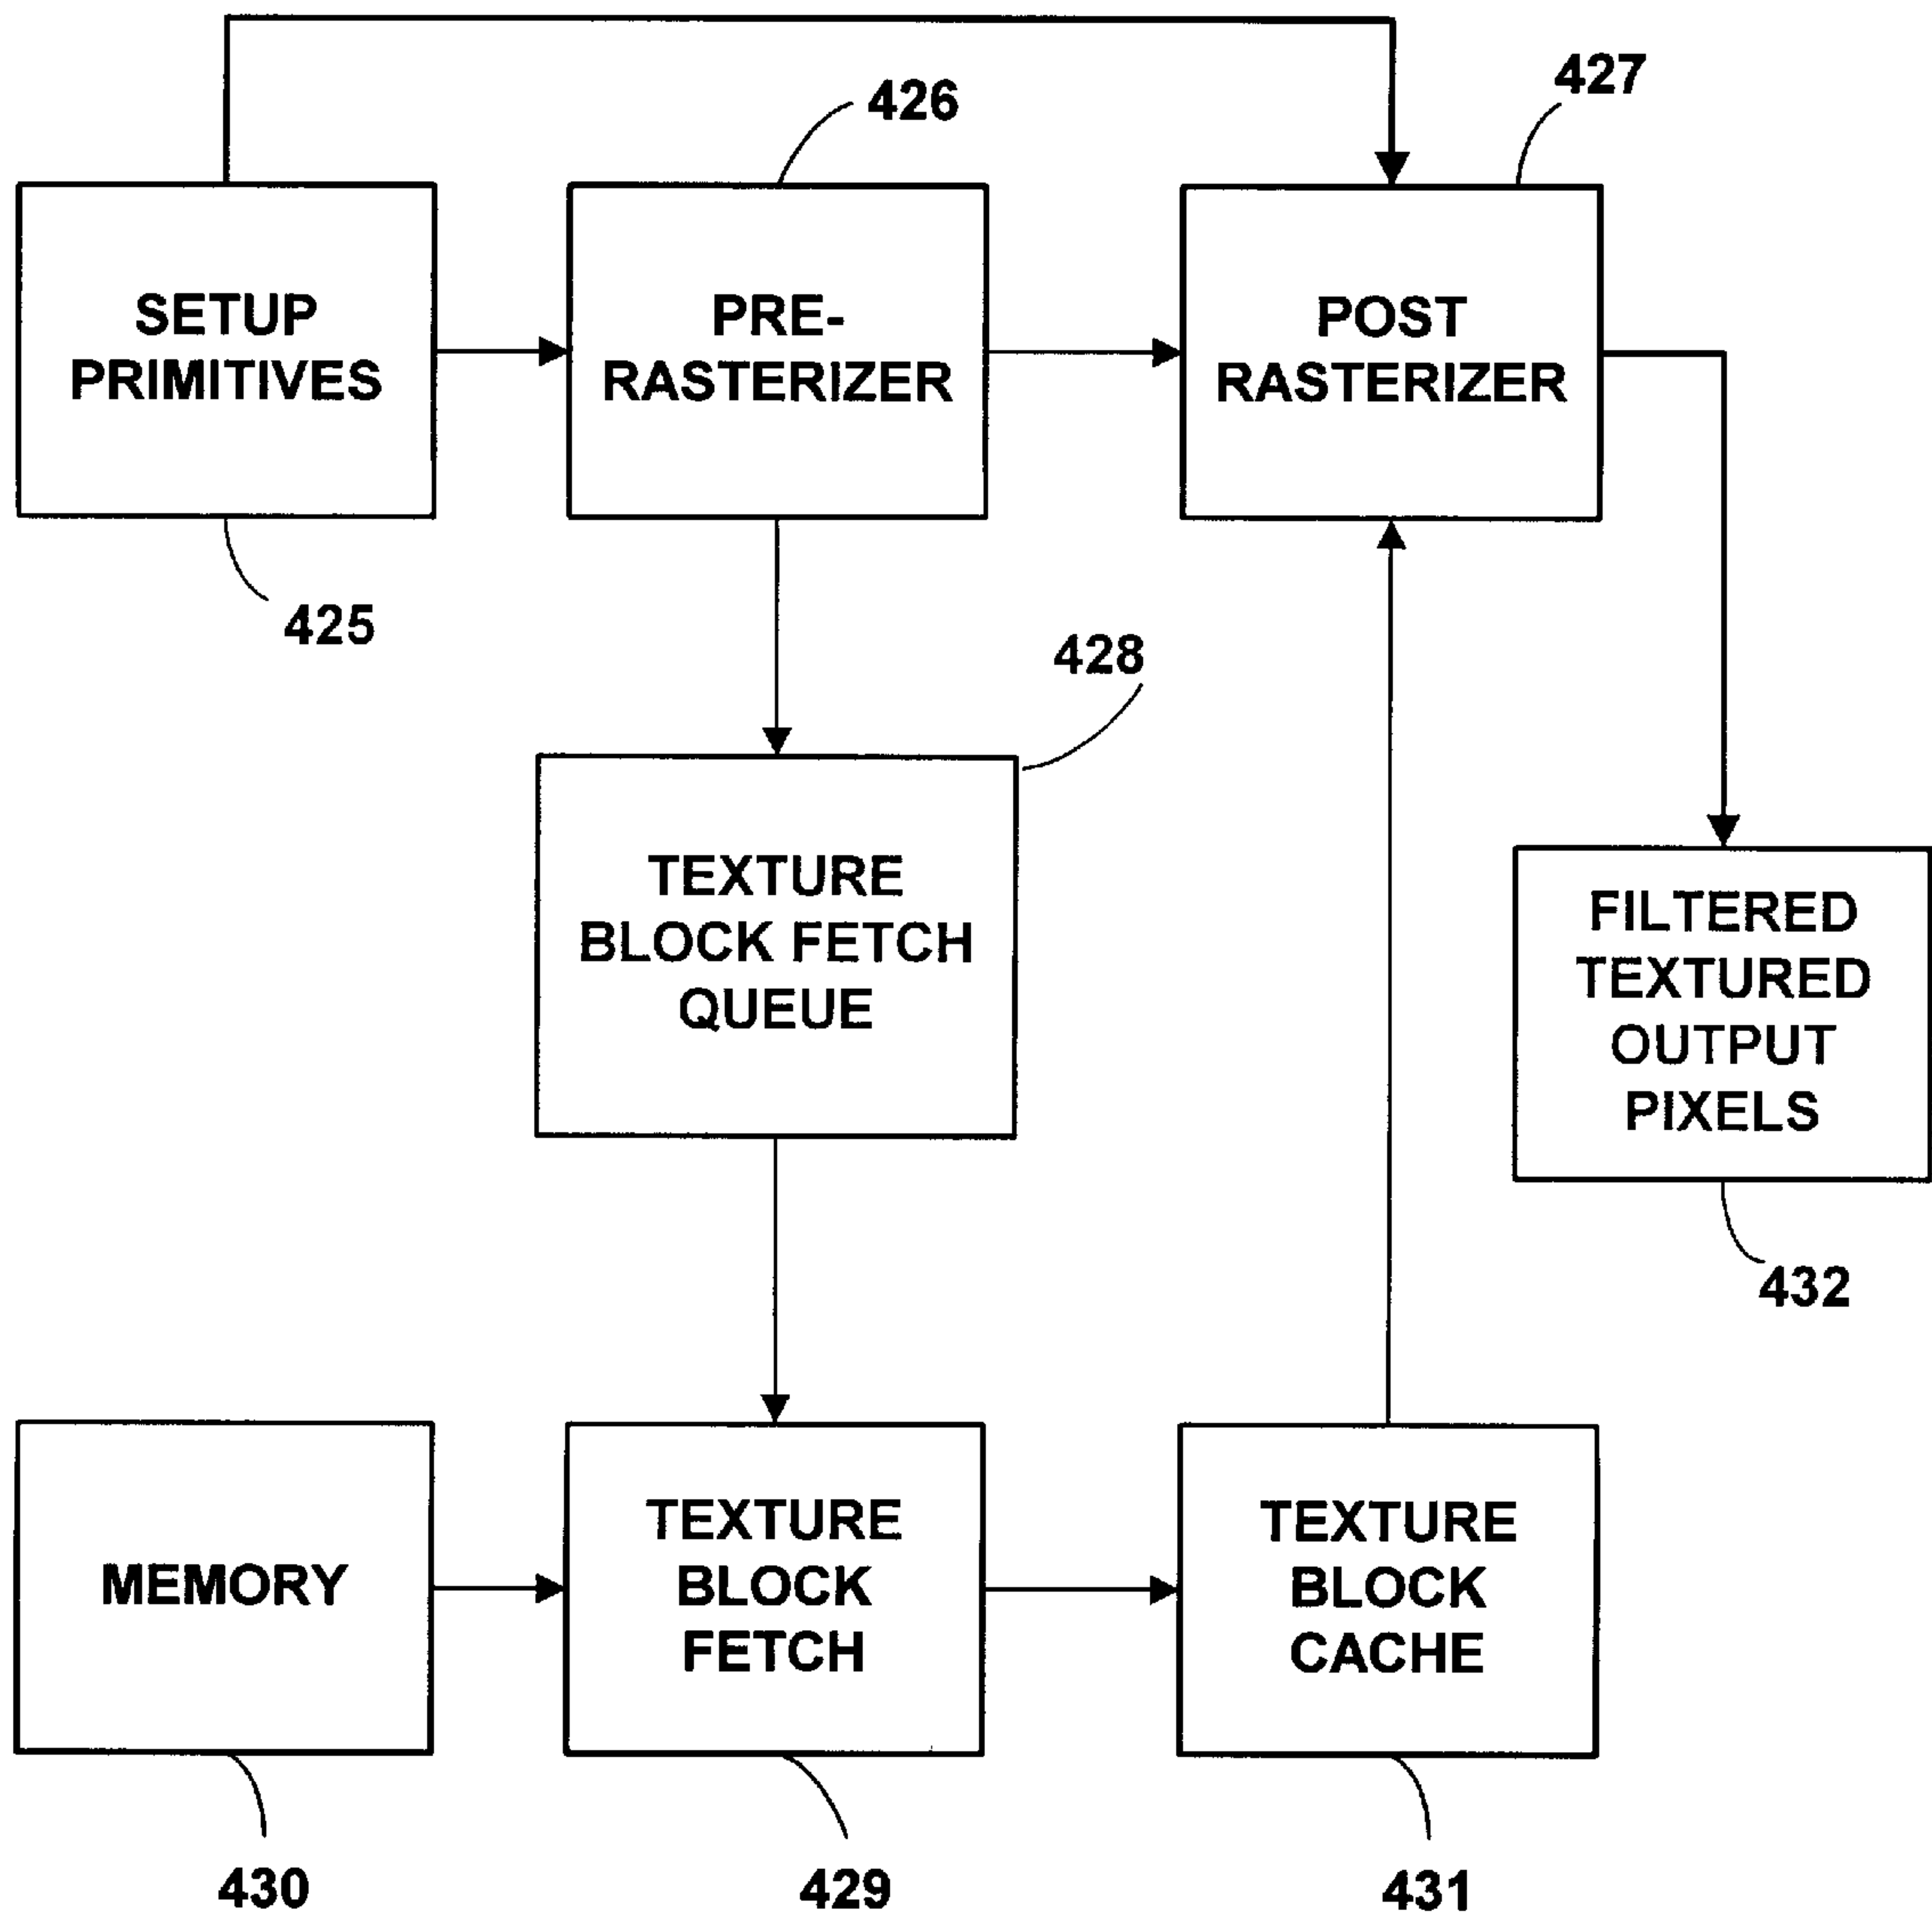 426
427
SETUP
PRIMITIVES
PRE-
RASTERIZER
POST
RASTERIZER
425
428
TEXTURE
BLOCK FETCH
QUEUE
FILTERED
TEXTURED
OUTPUT
PIXELS
432
MEMORY
TEXTURE
BLOCK
FETCH
TEXTURE
BLOCK
CACHE
430
429
431